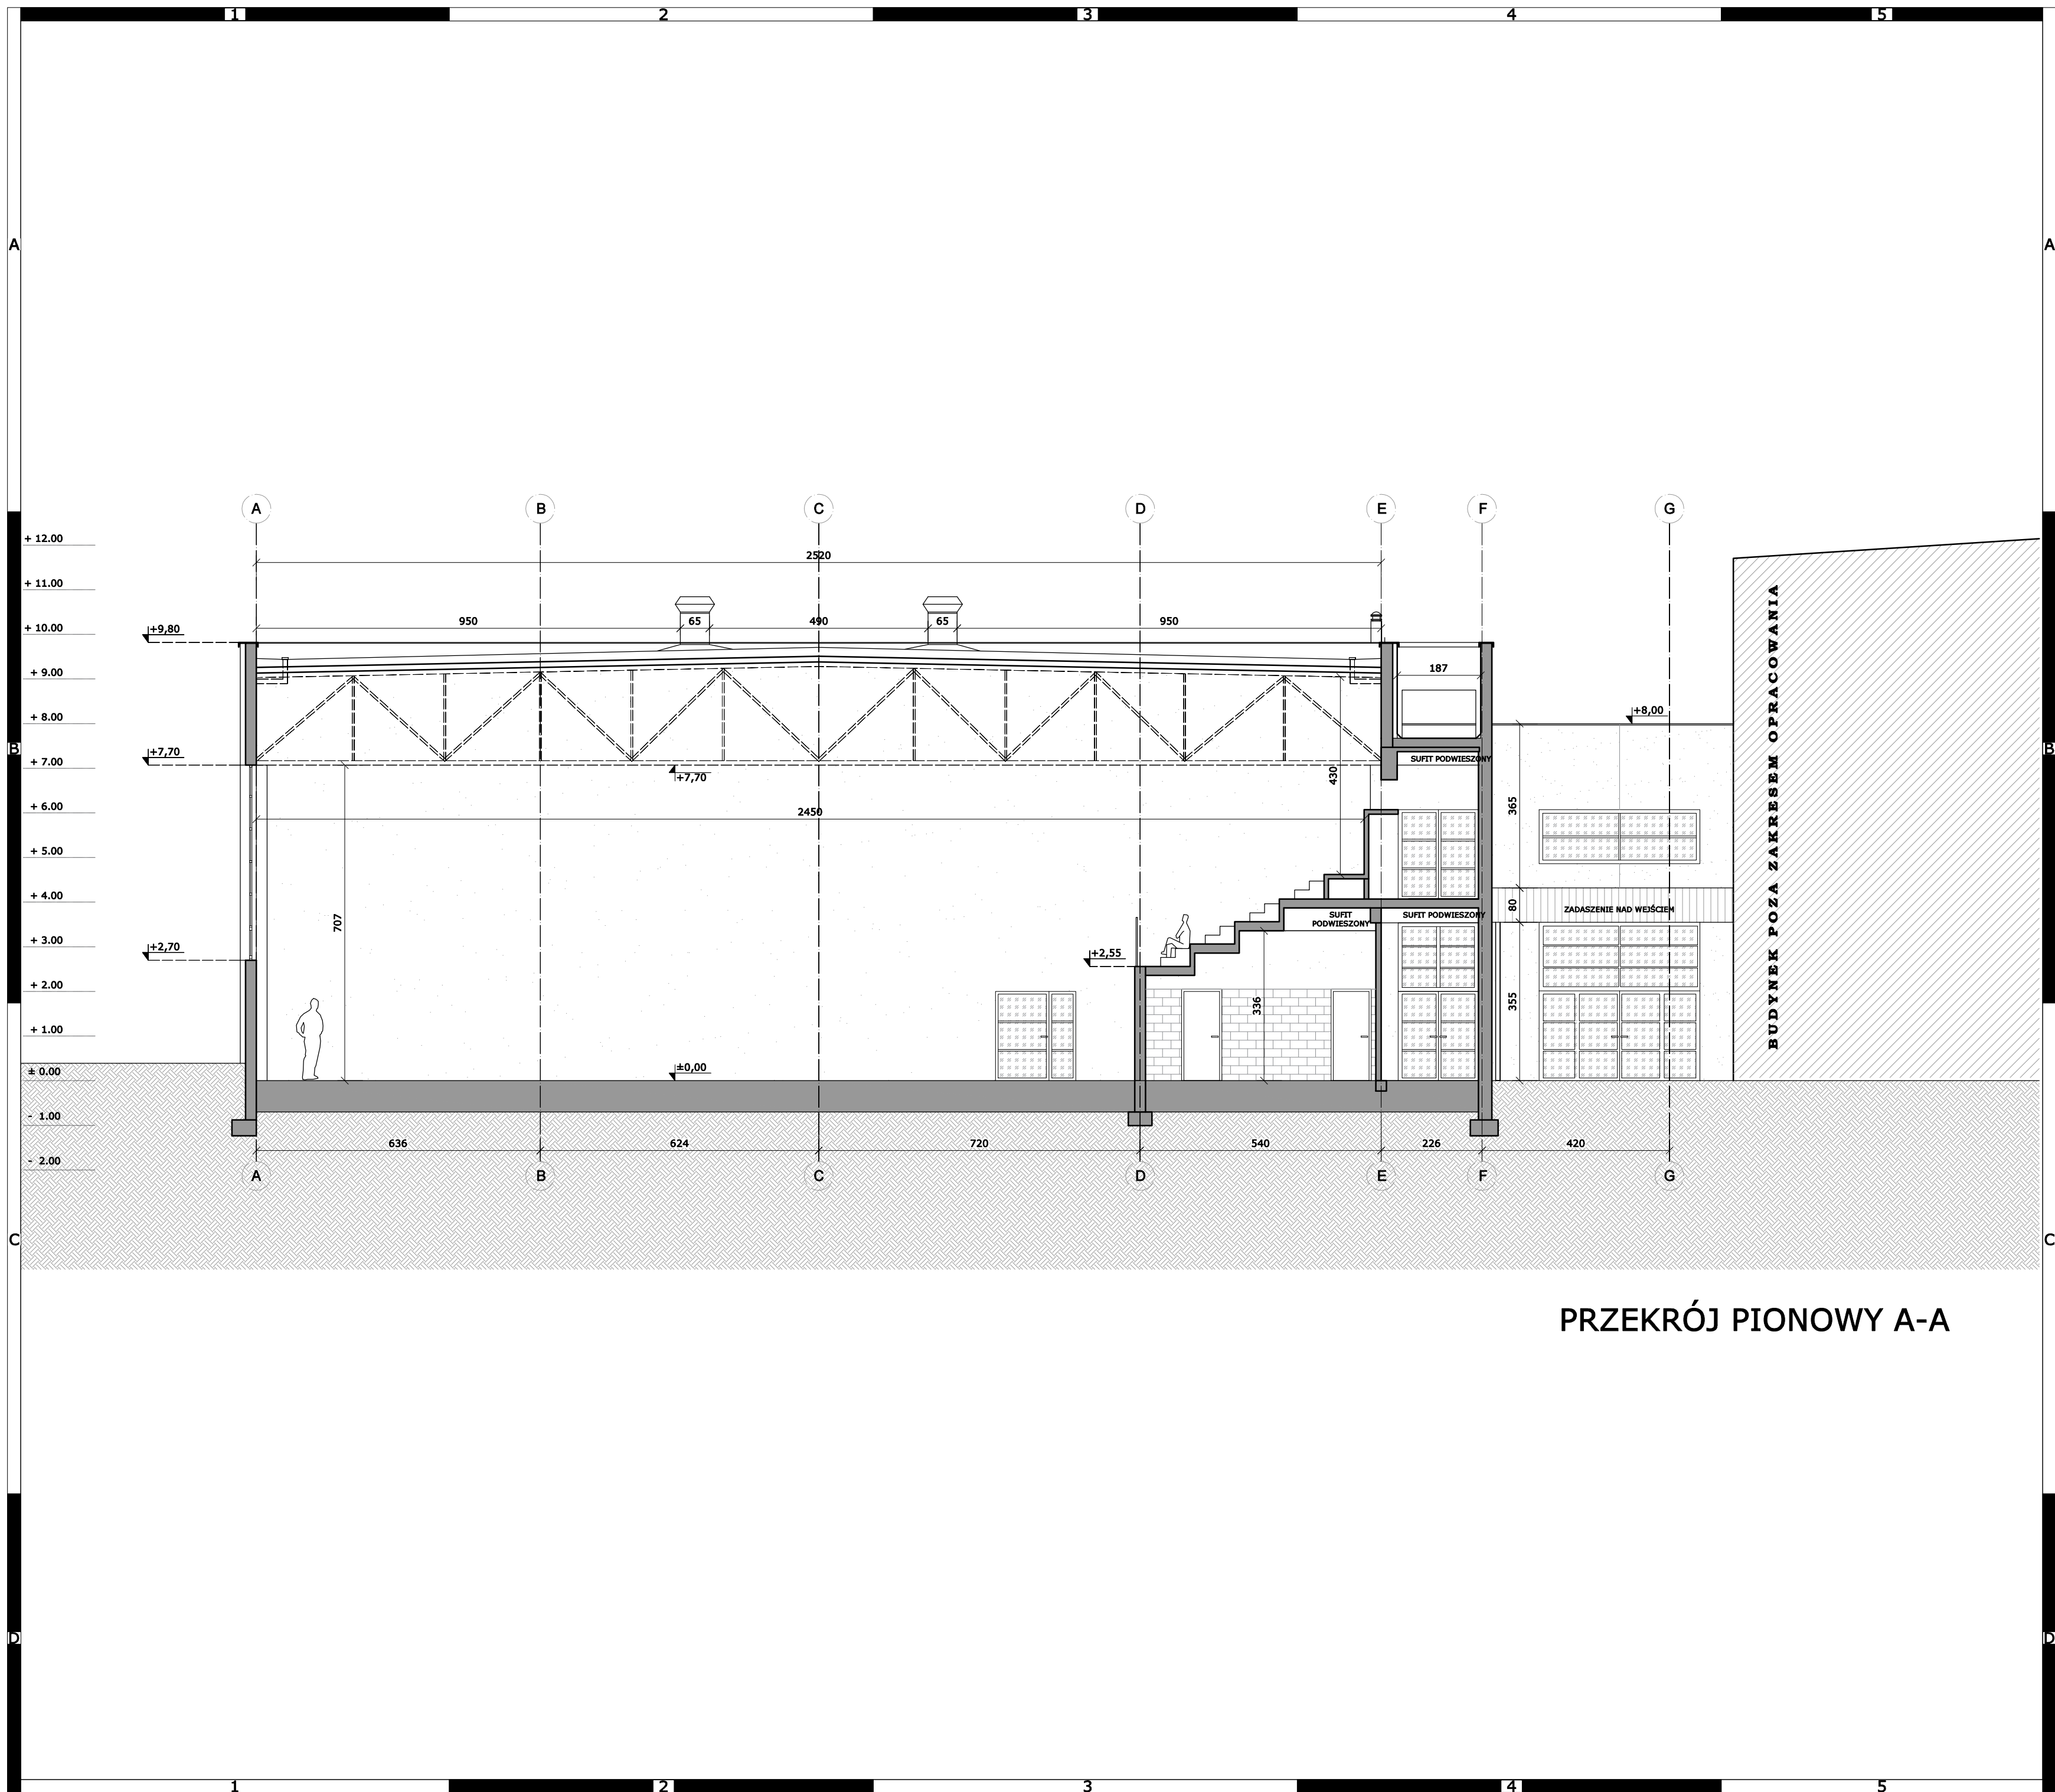 1 2 3 4 5
A A
A B C D E F G
+ 12.00
2520
+ 11.00
950 65 490 65 950
+ 10.00
+9,80
+ 9.00
187
+8,00
+ 8.00
B B
+7,70
SUFIT PODWIESZONY
+ 7.00
+7,70
430
+ 6.00
2450
365
+ 5.00
+ 4.00
80
ZADASZENIE NAD WEJŚCIEM
SUFIT
PODWIESZONY
SUFIT PODWIESZONY
707
+ 3.00
+2,70
+2,55
+ 2.00
336
355
+ 1.00
± 0.00
±0,00
BUDYNEK POZA ZAKRESEM OPRACOWANIA
- 1.00
636 624 720 540 226 420
- 2.00
A B C D E F G
C C
PRZEKRÓJ PIONOWY A-A
D D
1 2 3 4 5